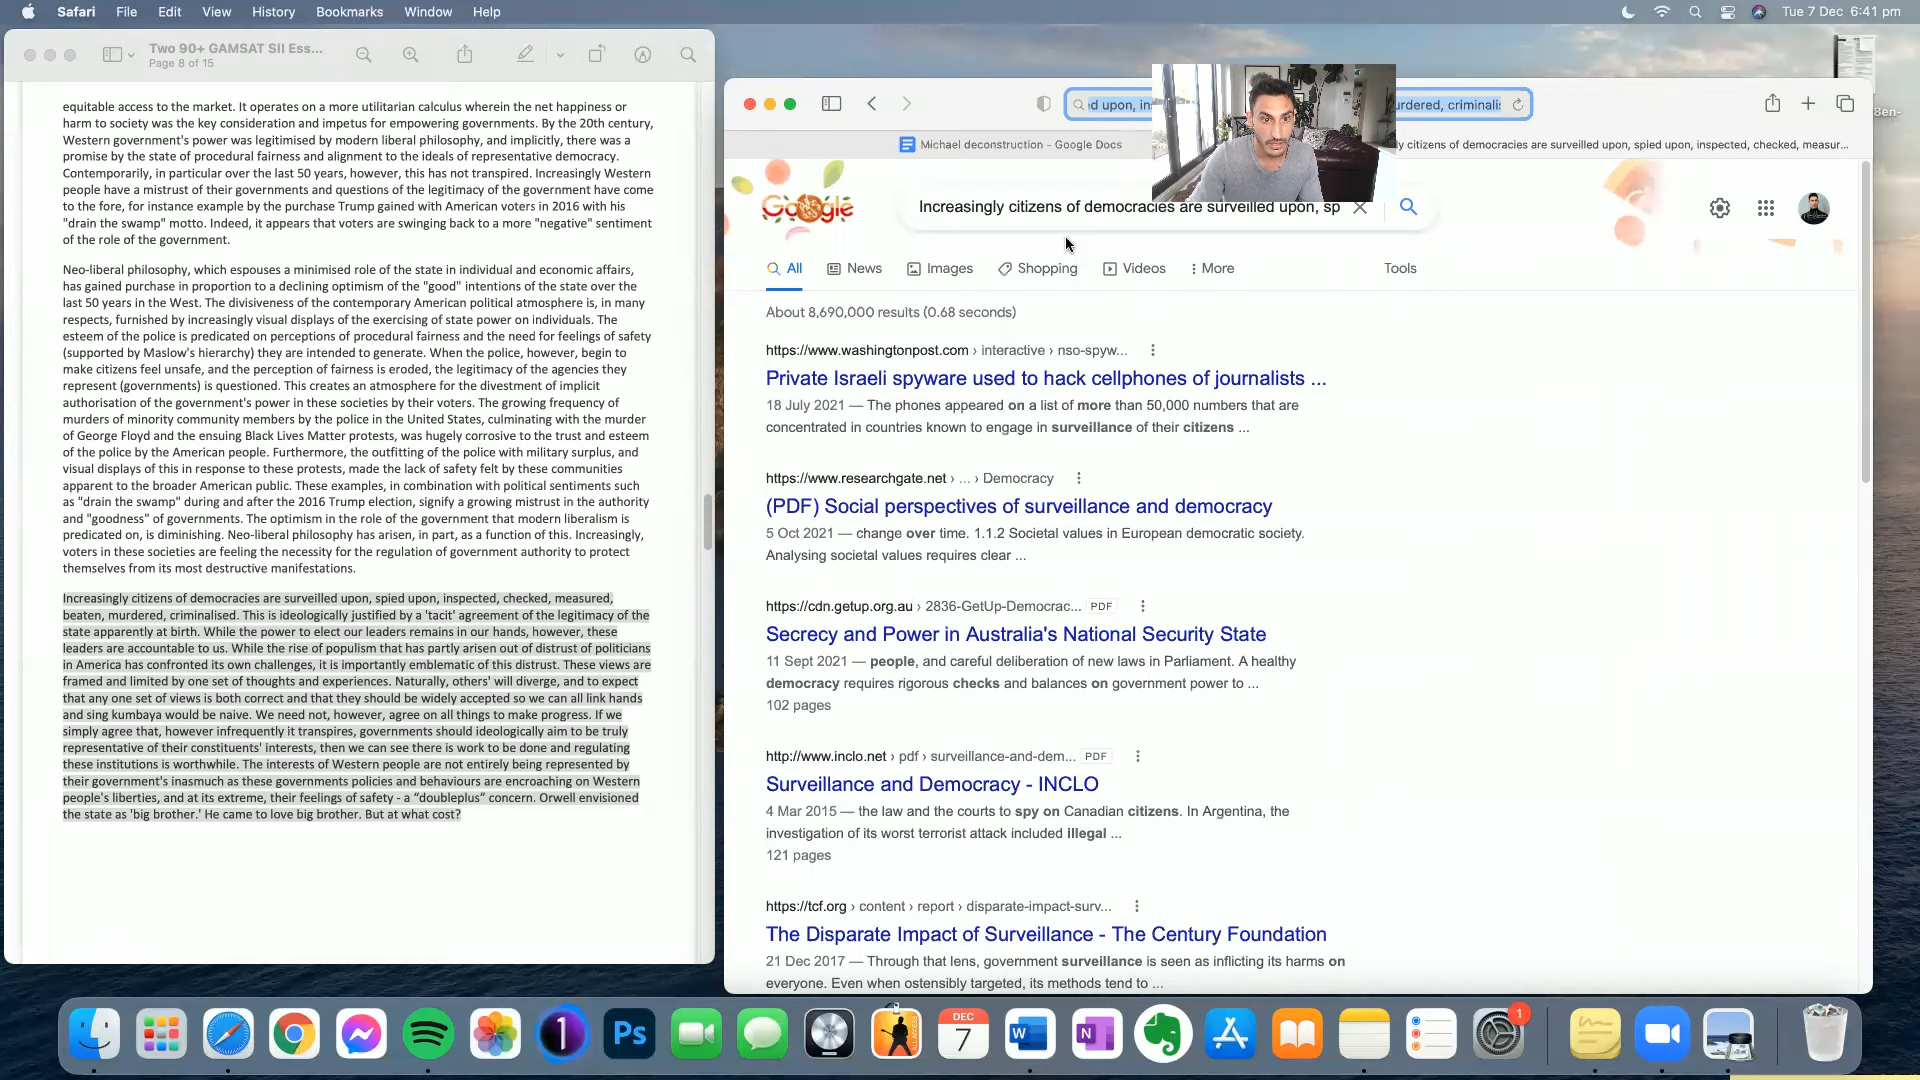 Safari File Edit View History Bookmarks Window Help
Tue 7 Dec 6:41 pm
Two 90+ GAMSAT SII Ess...
Page 8 of 15
equitable access to the market. It operates on a more utilitarian calculus wherein the net happiness or
harm to society was the key consideration and impetus for empowering governments. By the 20th century,
Western government's power was legitimised by modern liberal philosophy, and implicitly, there was a
promise by the state of procedural fairness and alignment to the ideals of representative democracy.
Contemporarily, in particular over the last 50 years, however, this has not transpired. Increasingly Western
people have a mistrust of their governments and questions of the legitimacy of the government have come
to the fore, for instance example by the purchase Trump gained with American voters in 2016 with his
"drain the swamp" motto. Indeed, it appears that voters are swinging back to a more "negative" sentiment
of the role of the government.
Neo-liberal philosophy, which espouses a minimised role of the state in individual and economic affairs,
has gained purchase in proportion to a declining optimism of the "good" intentions of the state over the
last 50 years in the West. The divisiveness of the contemporary American political atmosphere is, in many
respects, furnished by increasingly visual displays of the exercising of state power on individuals. The
esteem of the police is predicated on perceptions of procedural fairness and the need for feelings of safety
(supported by Maslow's hierarchy) they are intended to generate. When the police, however, begin to
make citizens feel unsafe, and the perception of fairness is eroded, the legitimacy of the agencies they
represent (governments) is questioned. This creates an atmosphere for the divestment of implicit
authorisation of the government's power in these societies by their voters. The growing frequency of
murders of minority community members by the police in the United States, culminating with the murder
of George Floyd and the ensuing Black Lives Matter protests, was hugely corrosive to the trust and esteem
of the police by the American people. Furthermore, the outfitting of the police with military surplus, and
visual displays of this in response to these protests, made the lack of safety felt by these communities
apparent to the broader American public. These examples, in combination with political sentiments such
as "drain the swamp" during and after the 2016 Trump election, signify a growing mistrust in the authority
and "goodness" of governments. The optimism in the role of the government that modern liberalism is
predicated on, is diminishing. Neo-liberal philosophy has arisen, in part, as a function of this. Increasingly,
voters in these societies are feeling the necessity for the regulation of government authority to protect
themselves from its most destructive manifestations.
Increasingly citizens of democracies are surveilled upon, spied upon, inspected, checked, measured,
beaten, murdered, criminalised. This is ideologically justified by a 'tacit' agreement of the legitimacy of the
state apparently at birth. While the power to elect our leaders remains in our hands, however, these
leaders are accountable to us. While the rise of populism that has partly arisen out of distrust of politicians
in America has confronted its own challenges, it is importantly emblematic of this distrust. These views are
framed and limited by one set of thoughts and experiences. Naturally, others' will diverge, and to expect
that any one set of views is both correct and that they should be widely accepted so we can all link hands
and sing kumbaya would be naive. We need not, however, agree on all things to make progress. If we
simply agree that, however infrequently it transpires, governments should ideologically aim to be truly
representative of their constituents' interests, then we can see there is work to be done and regulating
these institutions is worthwhile. The interests of Western people are not entirely being represented by
their government's inasmuch as these governments policies and behaviours are encroaching on Western
people's liberties, and at its extreme, their feelings of safety - a “doubleplus” concern. Orwell envisioned
the state as 'big brother.' He came to love big brother. But at what cost?
ed upon, in
urdered, criminali
Michael deconstruction - Google Docs
ly citizens of democracies are surveilled upon, spied upon, inspected, checked, measur...
Google
Increasingly citizens of democracies are surveilled upon, sp
All News Images Shopping Videos More Tools
About 8,690,000 results (0.68 seconds)
https://www.washingtonpost.com › interactive › nso-spyw...
Private Israeli spyware used to hack cellphones of journalists ...
18 July 2021 — The phones appeared on a list of more than 50,000 numbers that are
concentrated in countries known to engage in surveillance of their citizens ...
https://www.researchgate.net › ... › Democracy
(PDF) Social perspectives of surveillance and democracy
5 Oct 2021 — change over time. 1.1.2 Societal values in European democratic society.
Analysing societal values requires clear ...
https://cdn.getup.org.au › 2836-GetUp-Democrac... PDF
Secrecy and Power in Australia's National Security State
11 Sept 2021 — people, and careful deliberation of new laws in Parliament. A healthy
democracy requires rigorous checks and balances on government power to ...
102 pages
http://www.inclo.net › pdf › surveillance-and-dem... PDF
Surveillance and Democracy - INCLO
4 Mar 2015 — the law and the courts to spy on Canadian citizens. In Argentina, the
investigation of its worst terrorist attack included illegal ...
121 pages
https://tcf.org › content › report › disparate-impact-surv...
The Disparate Impact of Surveillance - The Century Foundation
21 Dec 2017 — Through that lens, government surveillance is seen as inflicting its harms on
everyone. Even when ostensibly targeted, its methods tend to ...
1
Ps
DEC
7
W
N
1